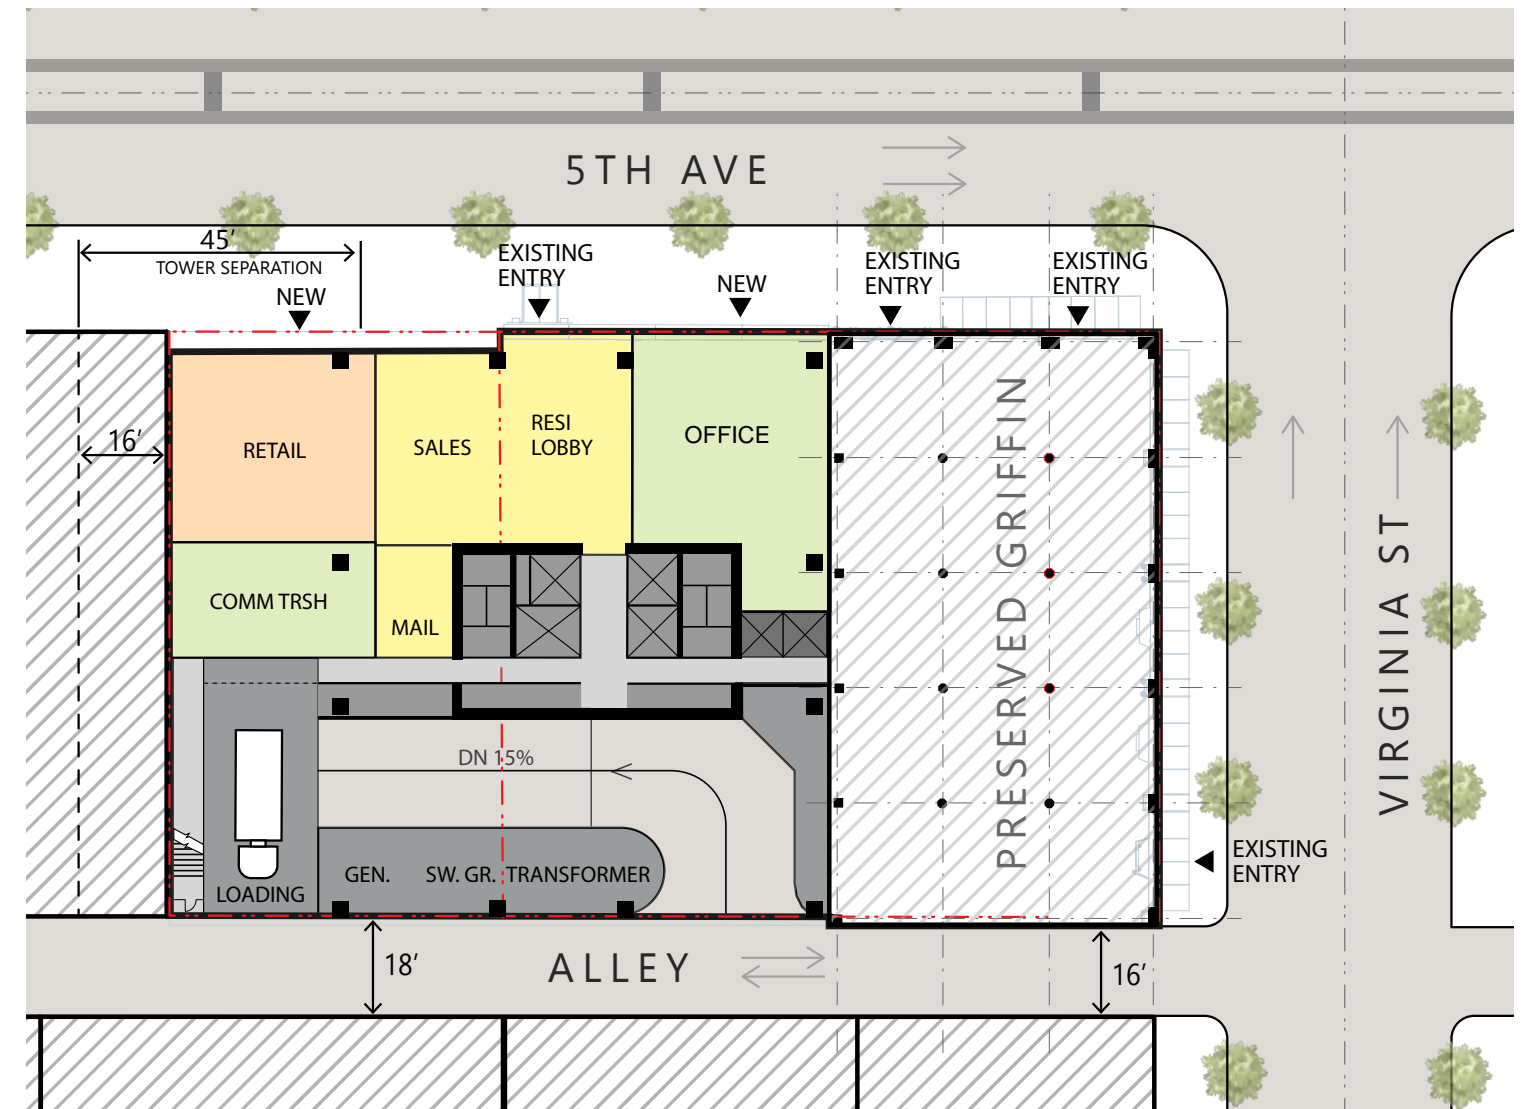 5TH AVE
45'
TOWER SEPARATION
NEW
EXISTING
ENTRY
NEW
EXISTING
ENTRY
EXISTING
ENTRY
16'
RETAIL
SALES
RESI
LOBBY
OFFICE
COMM TRSH
MAIL
PRESERVED GRIFFIN
VIRGINIA ST
DN 15%
GEN.
SW. GR.
TRANSFORMER
LOADING
EXISTING
ENTRY
18'
ALLEY
16'